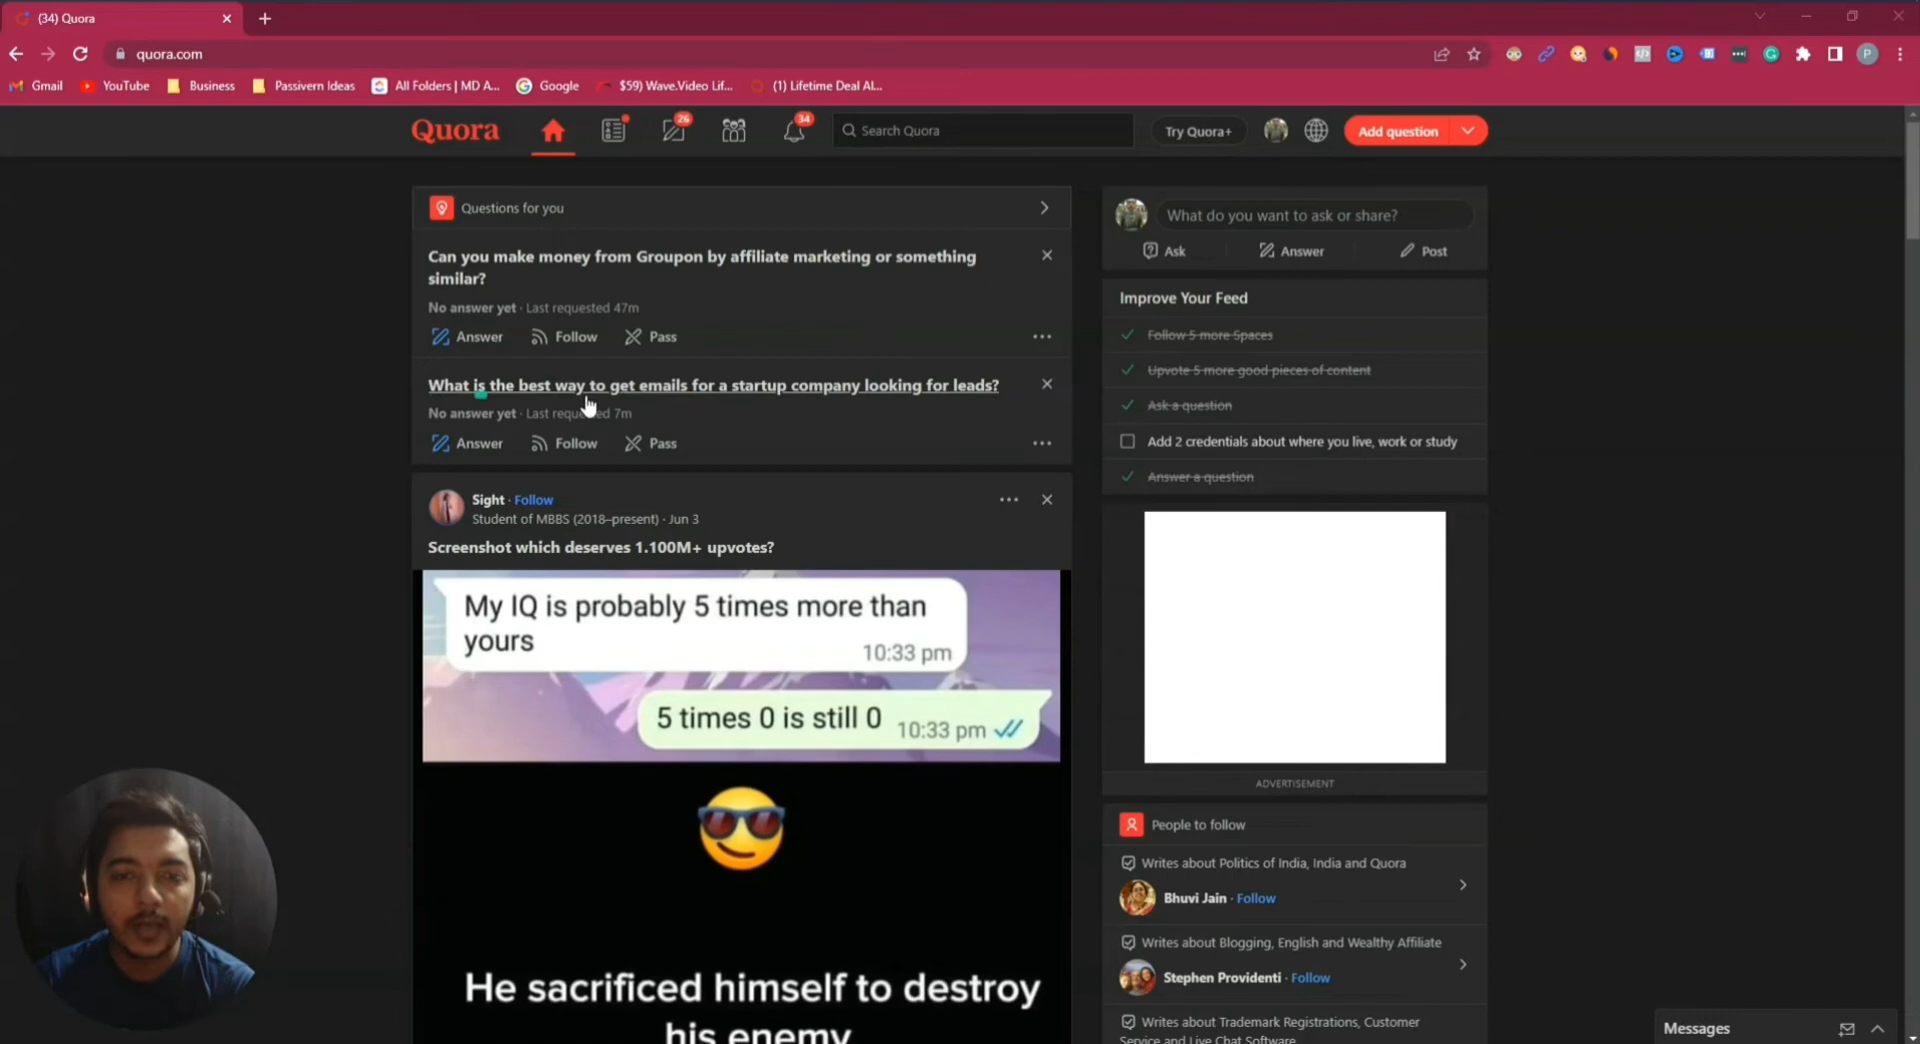 (34) Quora
quora.com
Gmail
YouTube
Business
Passivern Ideas
All Folders | MD A...
Google
$59) Wave.Video Lif...
(1) Lifetime Deal AI...
P
Quora
26
34
Search Quora
Try Quora+
Add question
Questions for you
Can you make money from Groupon by affiliate marketing or something
similar?
No answer yet · Last requested 47m
Answer
Follow
Pass
What is the best way to get emails for a startup company looking for leads?
No answer yet · Last requested 7m
Answer
Follow
Pass
Sight · Follow
Student of MBBS (2018–present) · Jun 3
Screenshot which deserves 1.100M+ upvotes?
My IQ is probably 5 times more than
yours
10:33 pm
5 times 0 is still 0
10:33 pm
He sacrificed himself to destroy
his enemy
What do you want to ask or share?
Ask
Answer
Post
Improve Your Feed
Follow 5 more Spaces
Upvote 5 more good pieces of content
Ask a question
Add 2 credentials about where you live, work or study
Answer a question
ADVERTISEMENT
People to follow
Writes about Politics of India, India and Quora
Bhuvi Jain · Follow
Writes about Blogging, English and Wealthy Affiliate
Stephen Providenti · Follow
Writes about Trademark Registrations, Customer
Service and Live Chat Software
Messages